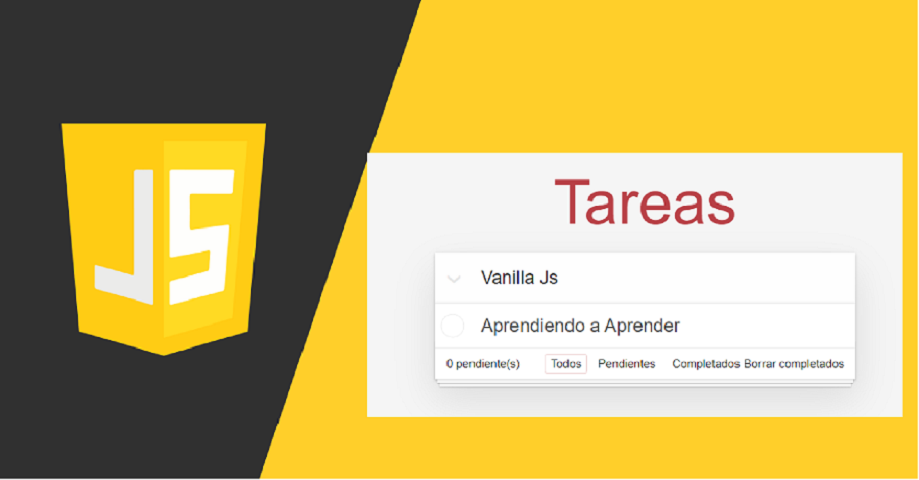 JS
Tareas
Vanilla Js
Aprendiendo a Aprender
0 pendiente(s) Todos Pendientes Completados Borrar completados